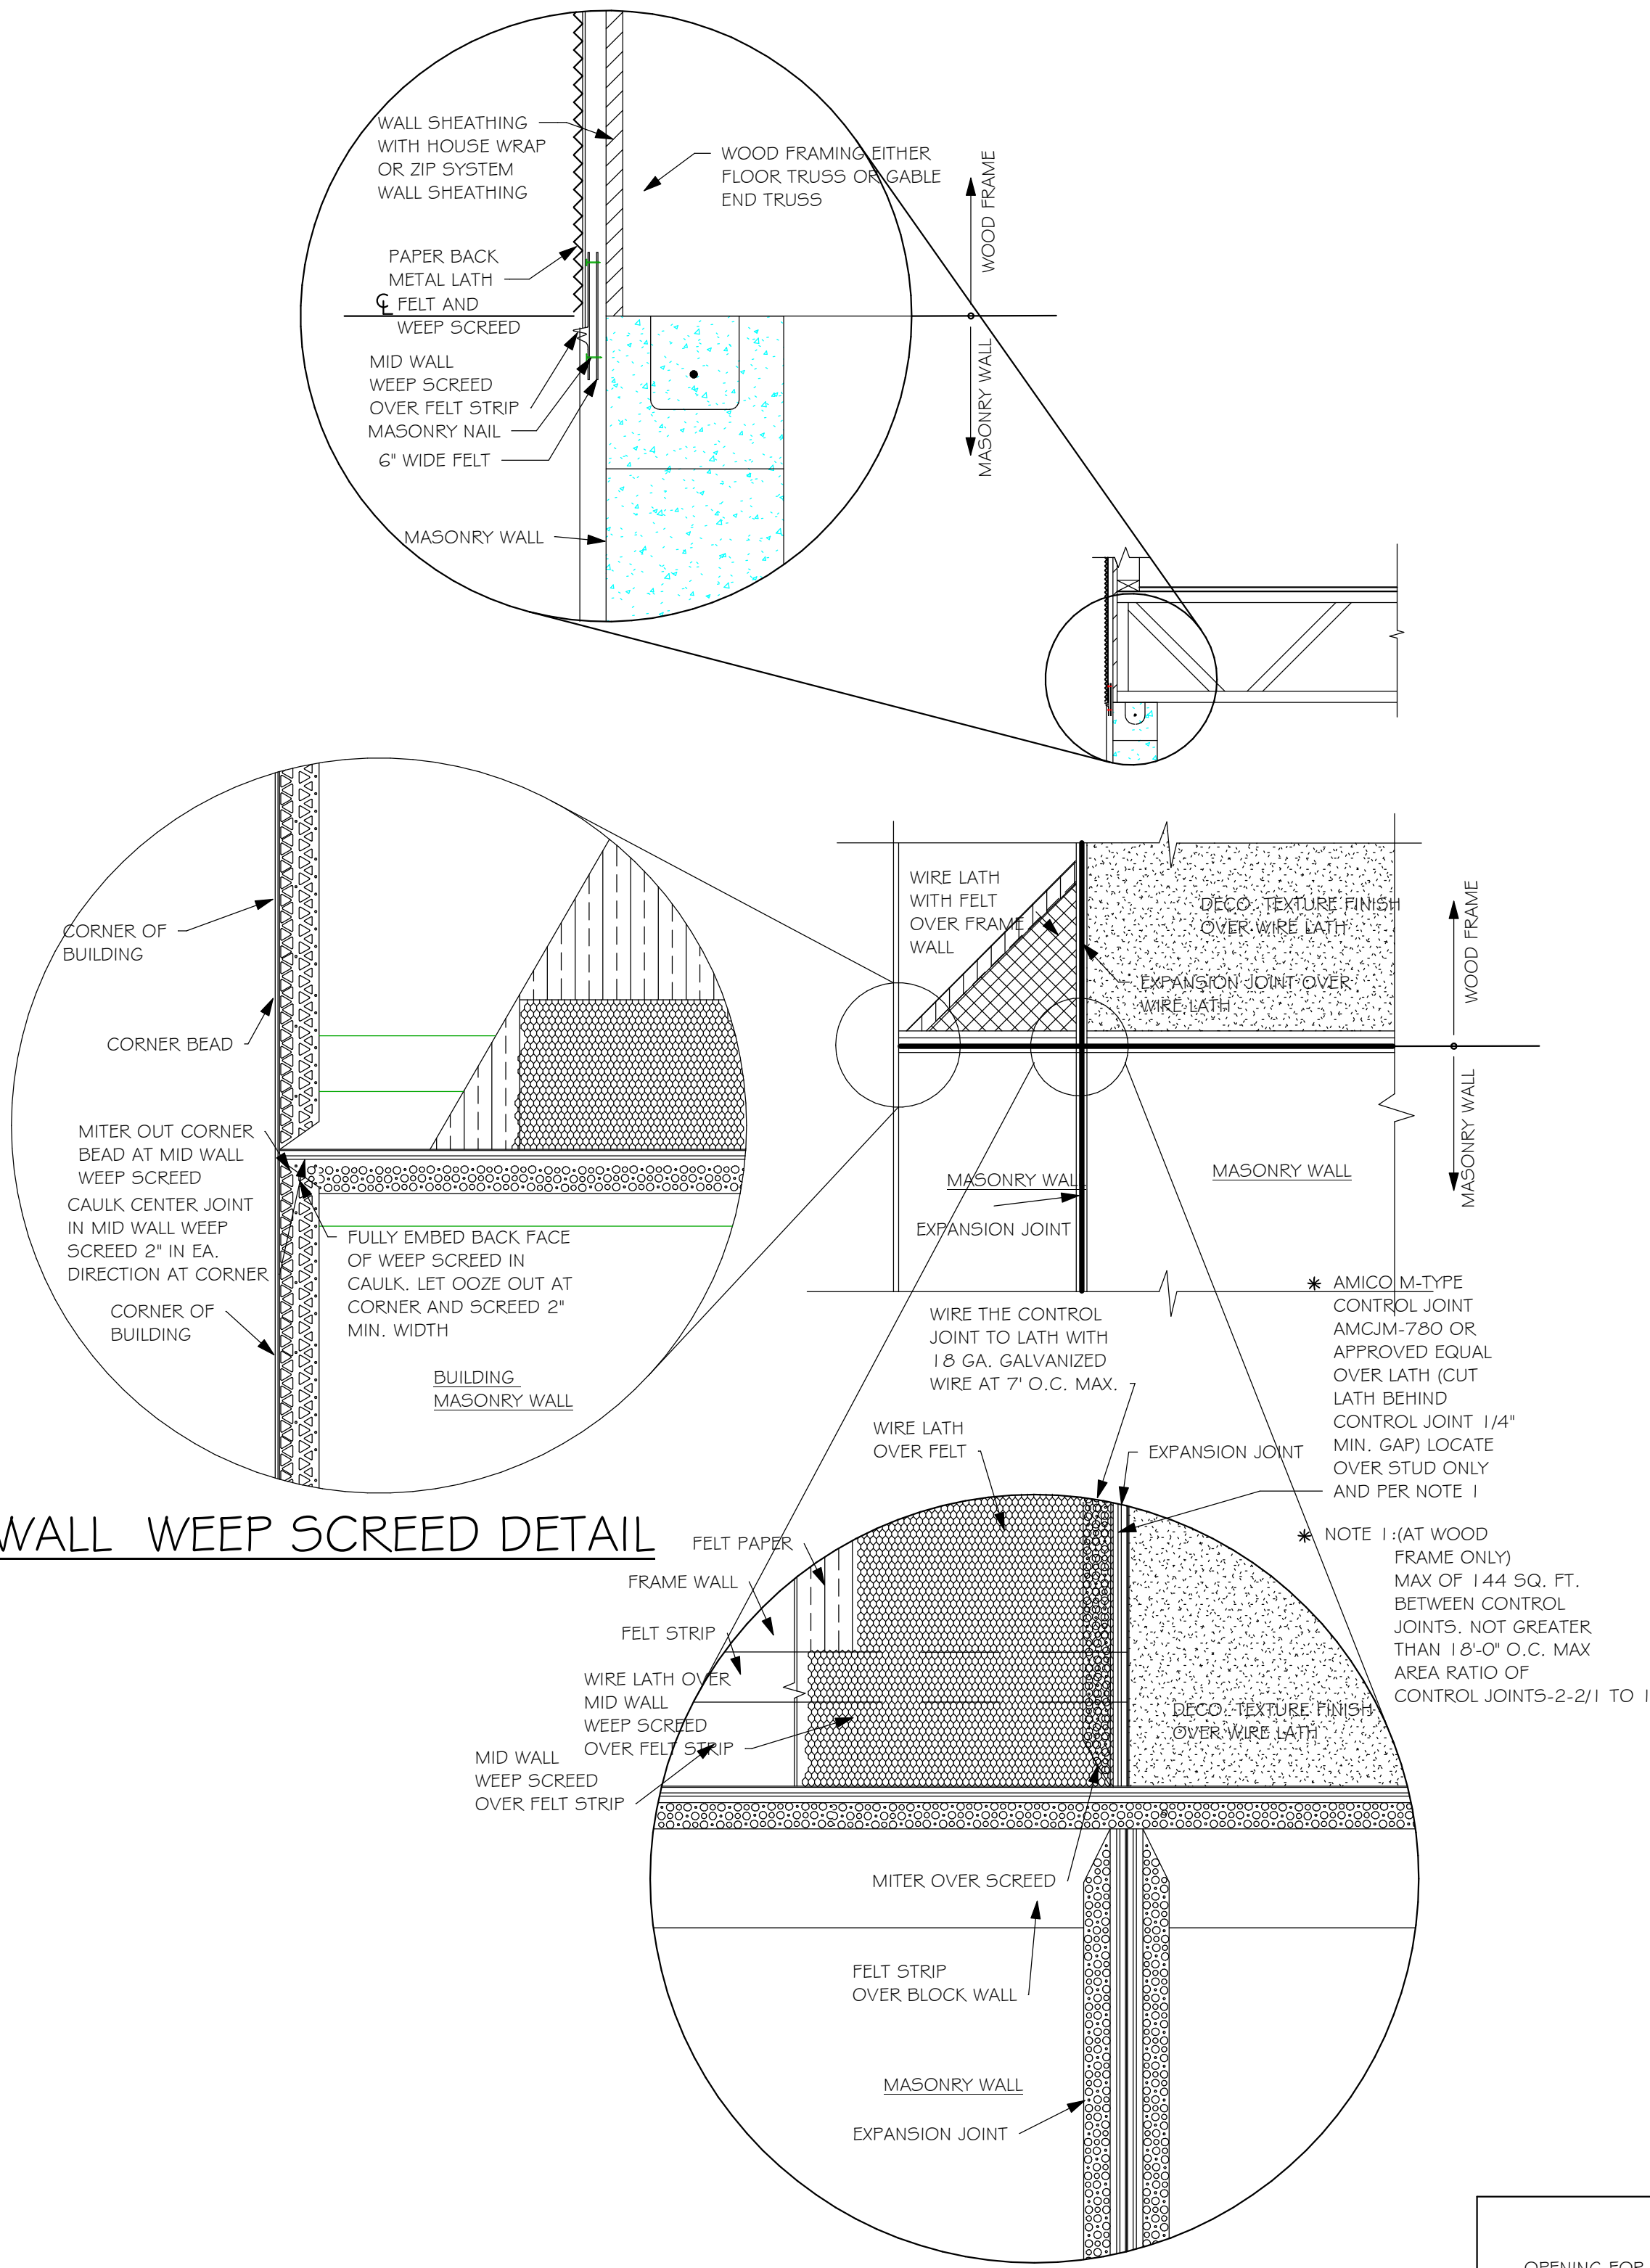 WALL SHEATHING
WITH HOUSE WRAP
OR ZIP SYSTEM
WALL SHEATHING
WOOD FRAMING EITHER
FLOOR TRUSS OR GABLE
END TRUSS
WOOD FRAME
MASONRY WALL
PAPER BACK
METAL LATH
℄ FELT AND
WEEP SCREED
MID WALL
WEEP SCREED
OVER FELT STRIP
MASONRY NAIL
6" WIDE FELT
MASONRY WALL
CORNER OF
BUILDING
CORNER BEAD
MITER OUT CORNER
BEAD AT MID WALL
WEEP SCREED
CAULK CENTER JOINT
IN MID WALL WEEP
SCREED 2" IN EA.
DIRECTION AT CORNER
CORNER OF
BUILDING
FULLY EMBED BACK FACE
OF WEEP SCREED IN
CAULK. LET OOZE OUT AT
CORNER AND SCREED 2"
MIN. WIDTH
BUILDING
MASONRY WALL
WIRE LATH
WITH FELT
OVER FRAME
WALL
DECO. TEXTURE FINISH
OVER WIRE LATH
EXPANSION JOINT OVER
WIRE LATH
WOOD FRAME
MASONRY WALL
MASONRY WALL
MASONRY WALL
EXPANSION JOINT
WALL WEEP SCREED DETAIL
WIRE THE CONTROL
JOINT TO LATH WITH
18 GA. GALVANIZED
WIRE AT 7' O.C. MAX.
WIRE LATH
OVER FELT
EXPANSION JOINT
* AMICO M-TYPE
CONTROL JOINT
AMCJM-780 OR
APPROVED EQUAL
OVER LATH (CUT
LATH BEHIND
CONTROL JOINT 1/4"
MIN. GAP) LOCATE
OVER STUD ONLY
AND PER NOTE 1
* NOTE 1:(AT WOOD
FRAME ONLY)
MAX OF 144 SQ. FT.
BETWEEN CONTROL
JOINTS. NOT GREATER
THAN 18'-0" O.C. MAX
AREA RATIO OF
CONTROL JOINTS-2-2/1 TO 1
FELT PAPER
FRAME WALL
FELT STRIP
WIRE LATH OVER
MID WALL
WEEP SCREED
OVER FELT STRIP
MID WALL
WEEP SCREED
OVER FELT STRIP
DECO. TEXTURE FINISH
OVER WIRE LATH
MITER OVER SCREED
FELT STRIP
OVER BLOCK WALL
MASONRY WALL
EXPANSION JOINT
OPENING FOR